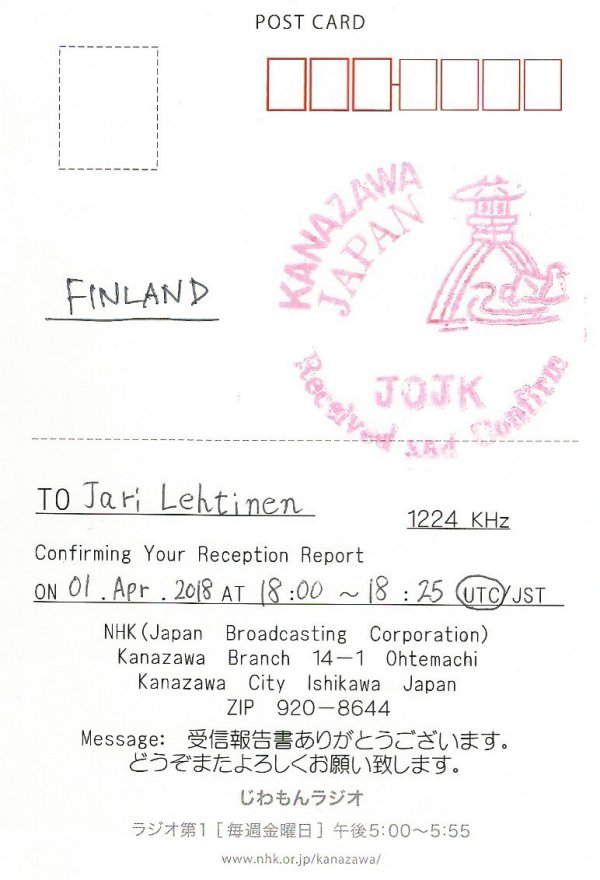 POST CARD
KANAZAWA
JAPAN
FINLAND
JOJK
Received and Confirm
TO Jari Lehtinen
1224 KHz
Confirming Your Reception Report
ON 01.Apr.2018 AT 18:00 ~ 18:25 UTC/JST
NHK(Japan Broadcasting Corporation)
Kanazawa Branch 14-1 Ohtemachi
Kanazawa City Ishikawa Japan
ZIP 920-8644
Message: 受信報告書ありがとうございます。
どうぞまたよろしくお願い致します。
じわもんラジオ
ラジオ第1［毎週金曜日］午後5:00～5:55
www.nhk.or.jp/kanazawa/